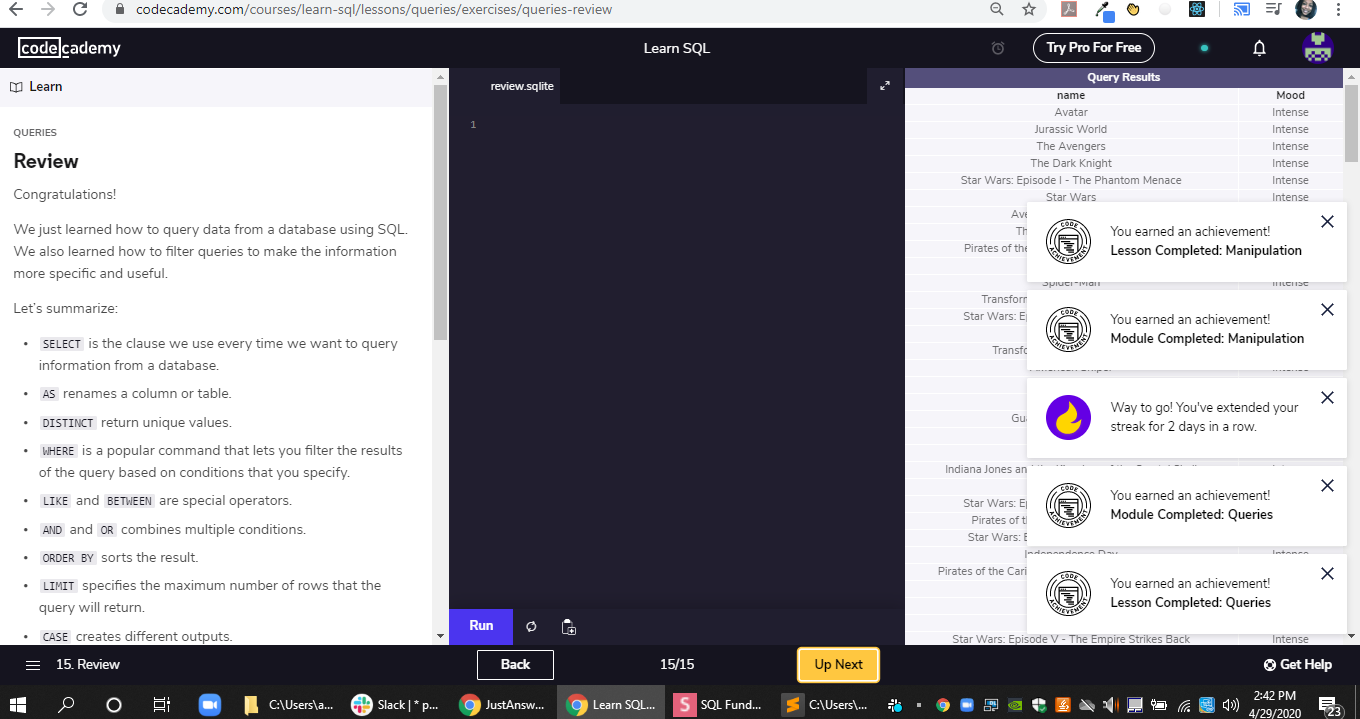 codecademy.com/courses/learn-sql/lessons/queries/exercises/queries-review
codecademy
Learn SQL
Try Pro For Free
Learn
QUERIES
Review
Congratulations!
We just learned how to query data from a database using SQL.
We also learned how to filter queries to make the information
more specific and useful.
Let's summarize:
• SELECT is the clause we use every time we want to query
information from a database.
• AS renames a column or table.
• DISTINCT return unique values.
• WHERE is a popular command that lets you filter the results
of the query based on conditions that you specify.
• LIKE and BETWEEN are special operators.
• AND and OR combines multiple conditions.
• ORDER BY sorts the result.
• LIMIT specifies the maximum number of rows that the
query will return.
• CASE creates different outputs.
review.sqlite
1
Run
Query Results
name Mood
Avatar Intense
Jurassic World Intense
The Avengers Intense
The Dark Knight Intense
Star Wars: Episode I - The Phantom Menace Intense
Star Wars Intense
Ave
Th
Pirates of the
Spider-Man Intense
Transforr
Star Wars: Ep
Transfo
American Sniper Intense
Gua
Indiana Jones an
Star Wars: Ep
Pirates of t
Star Wars: E
Independence Day Intense
Pirates of the Cari
Star Wars: Episode V - The Empire Strikes Back Intense
You earned an achievement!
Lesson Completed: Manipulation
You earned an achievement!
Module Completed: Manipulation
Way to go! You've extended your
streak for 2 days in a row.
You earned an achievement!
Module Completed: Queries
You earned an achievement!
Lesson Completed: Queries
CODE ACHIEVEMENT
CODE ACHIEVEMENT
CODE ACHIEVEMENT
CODE ACHIEVEMENT
15. Review
Back
15/15
Up Next
Get Help
C:\Users\a...
Slack | * p...
JustAnsw...
Learn SQL...
S
SQL Fund...
C:\Users\...
2:42 PM
4/29/2020
23